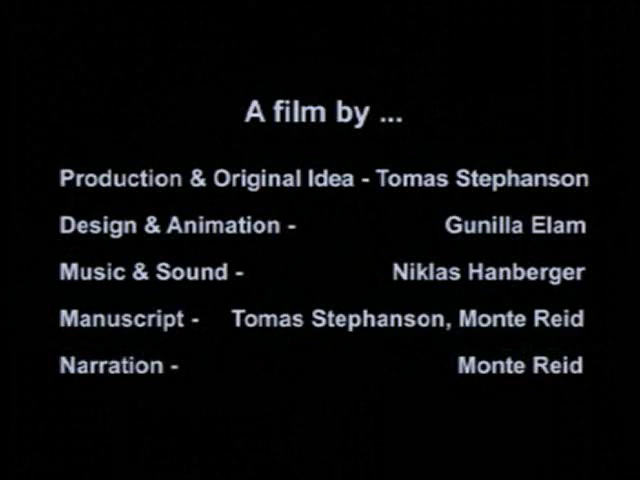 A film by ...
Production & Original Idea - Tomas Stephanson
Design & Animation - Gunilla Elam
Music & Sound - Niklas Hanberger
Manuscript - Tomas Stephanson, Monte Reid
Narration - Monte Reid